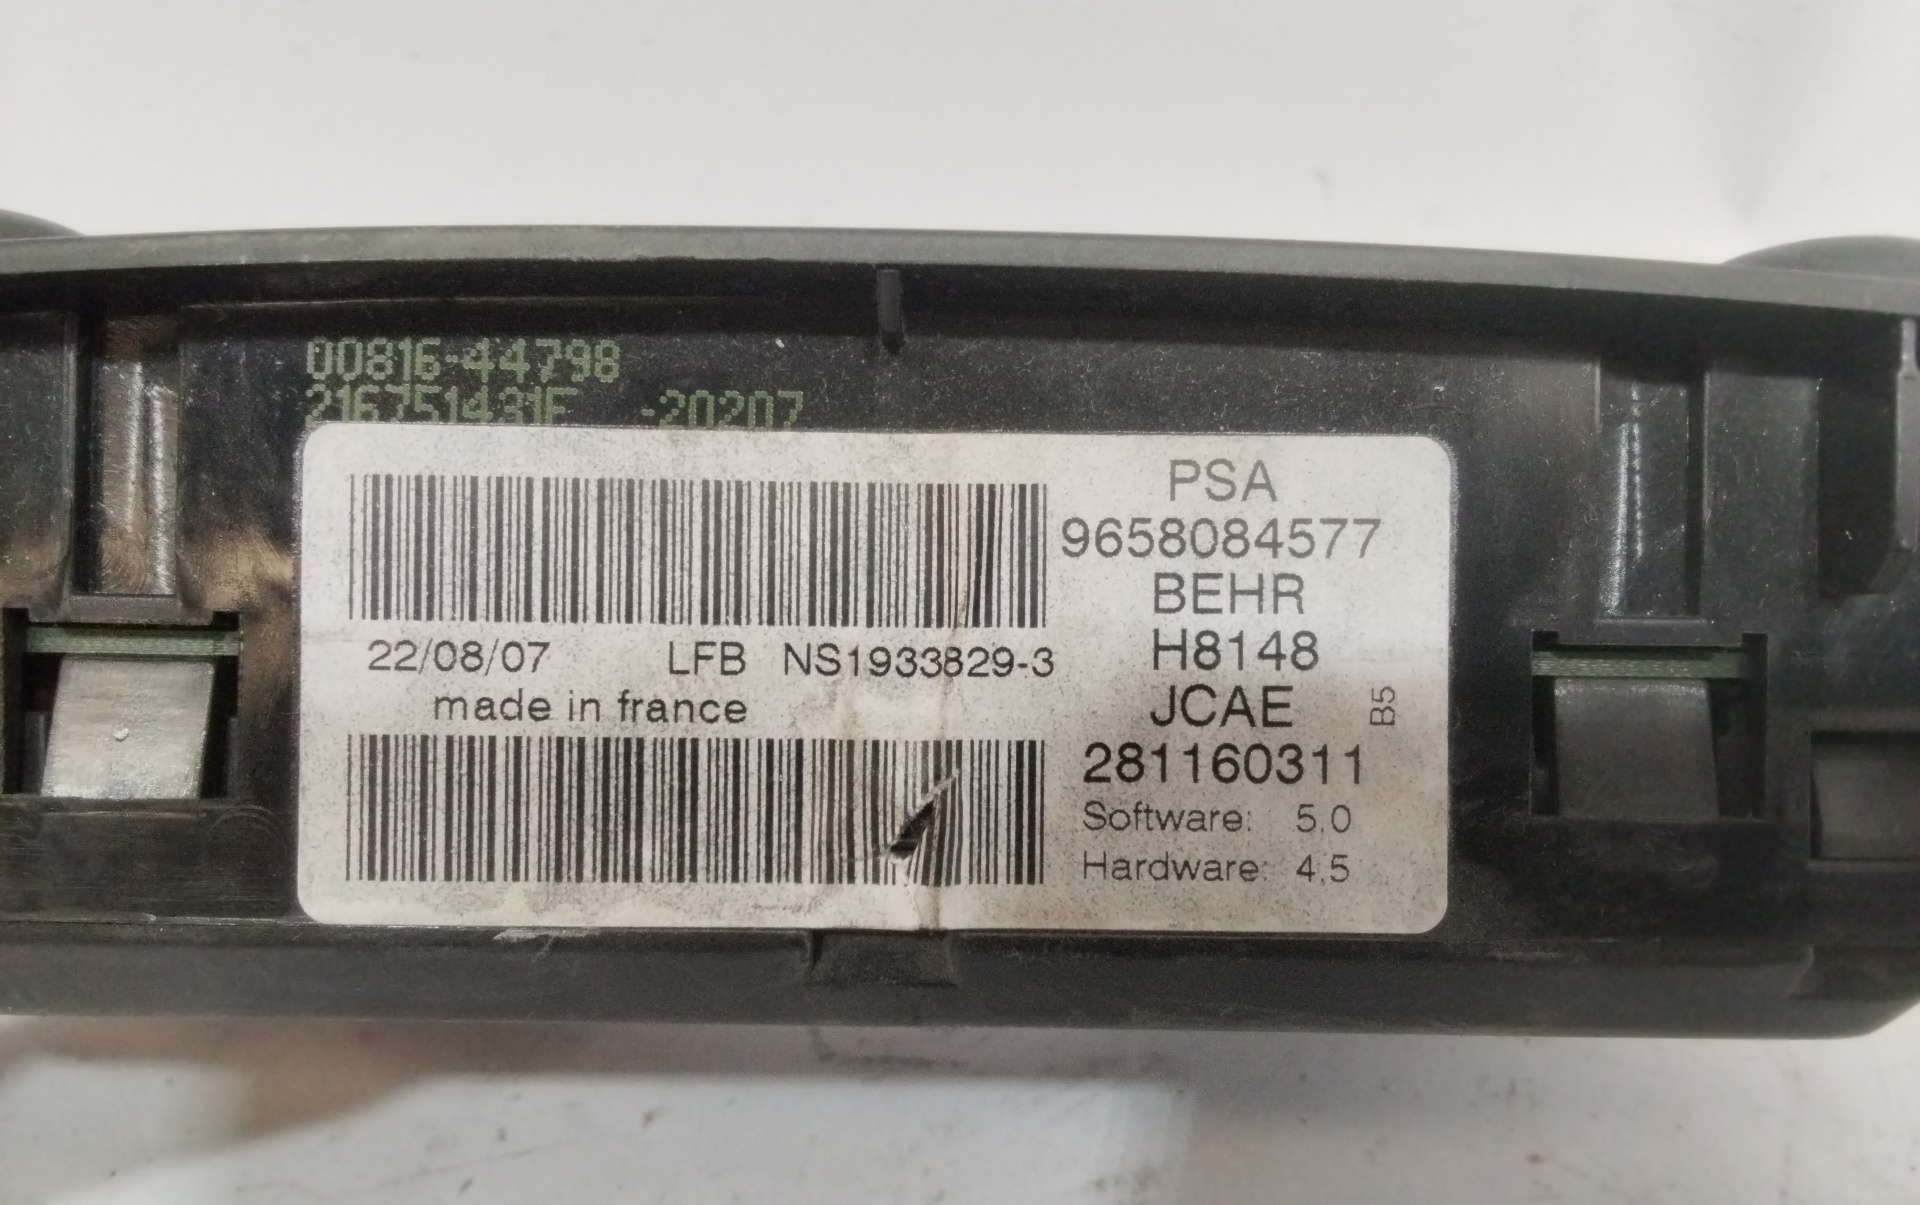 00816-44798
216751431F -20207
PSA
9658084577
BEHR
H8148
JCAE
281160311
B5
Software: 5.0
Hardware: 4.5
22/08/07 LFB NS1933829-3
made in france